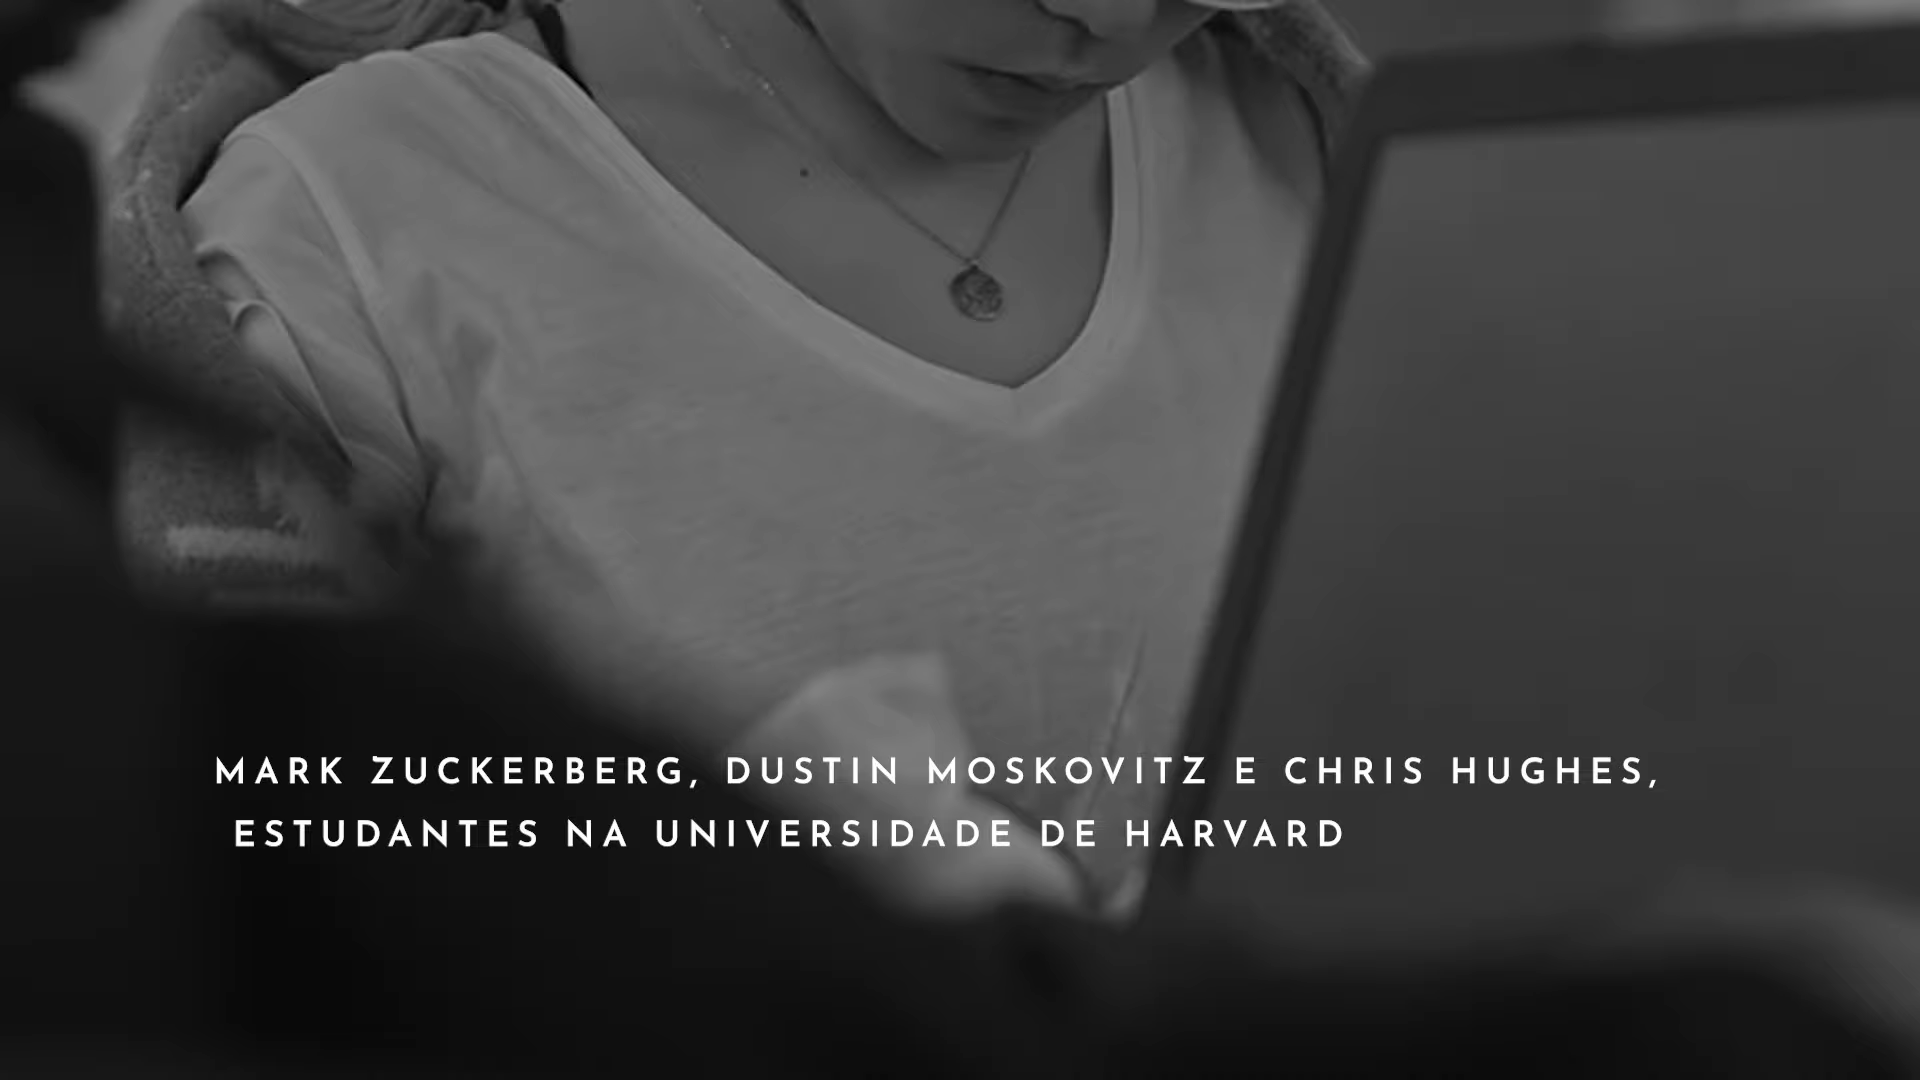 MARK ZUCKERBERG, DUSTIN MOSKOVITZ E CHRIS HUGHES,
ESTUDANTES NA UNIVERSIDADE DE HARVARD